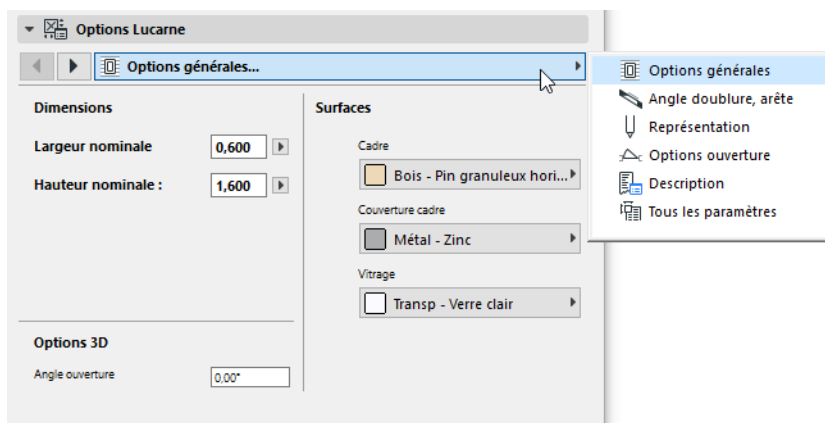 Options Lucarne
Options générales...
Dimensions
Largeur nominale 0,600
Hauteur nominale : 1,600
Surfaces
Cadre
Bois - Pin granuleux hori...
Couverture cadre
Métal - Zinc
Vitrage
Transp - Verre clair
Options 3D
Angle ouverture 0,00°
Options générales
Angle doublure, arête
Représentation
Options ouverture
Description
Tous les paramètres